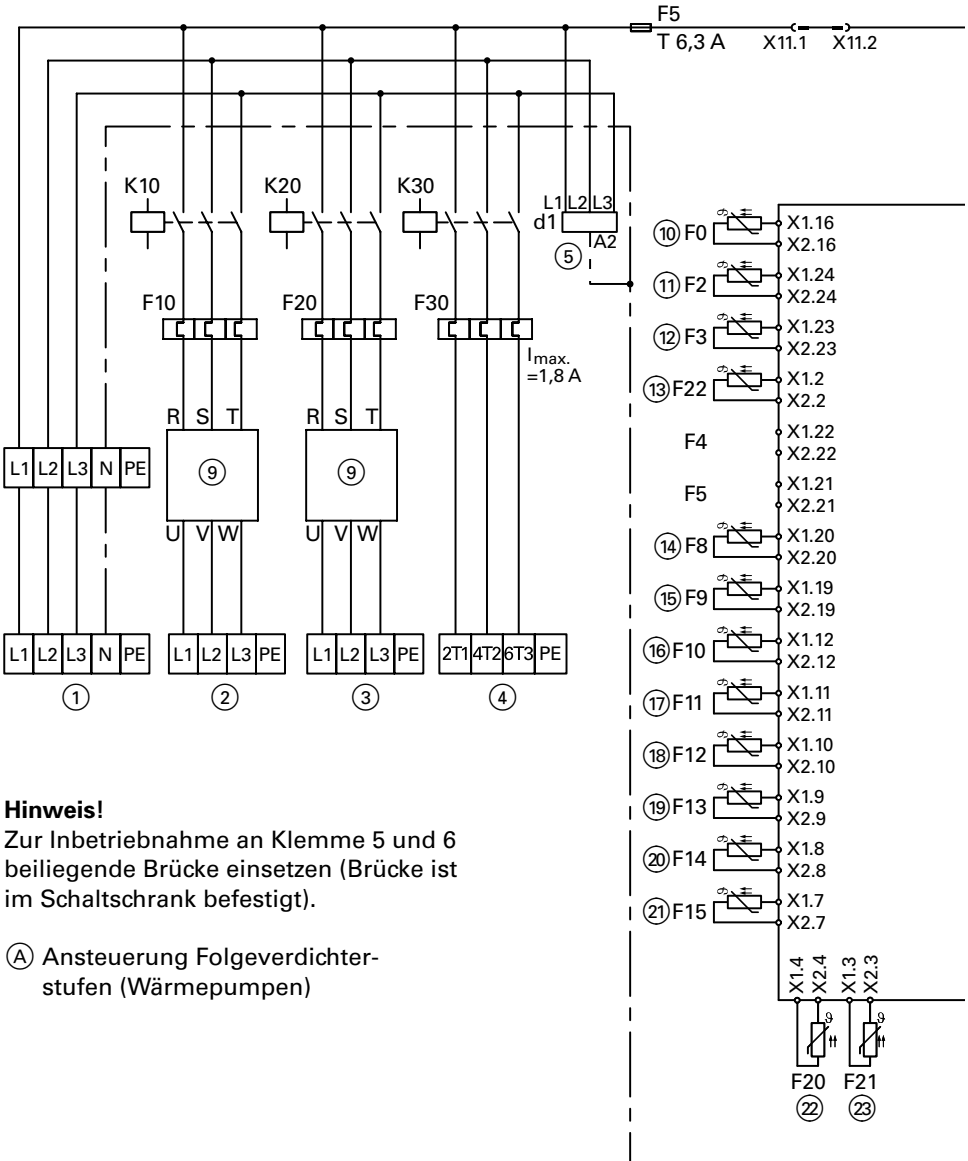 F5
T 6,3 A X11.1 X11.2
K10 K20 K30
L1 L2 L3
d1
A2
5
F10 F20 F30
Imax.
=1,8 A
R S T R S T
L1 L2 L3 N PE
9 9
U V W U V W
L1 L2 L3 N PE L1 L2 L3 PE L1 L2 L3 PE 2T1 4T2 6T3 PE
1 2 3 4
10 F0 ϑ X1.16
X2.16
11 F2 ϑ X1.24
X2.24
12 F3 ϑ X1.23
X2.23
13 F22 ϑ X1.2
X2.2
F4 X1.22
X2.22
F5 X1.21
X2.21
14 F8 ϑ X1.20
X2.20
15 F9 ϑ X1.19
X2.19
16 F10 ϑ X1.12
X2.12
17 F11 ϑ X1.11
X2.11
18 F12 ϑ X1.10
X2.10
19 F13 ϑ X1.9
X2.9
20 F14 ϑ X1.8
X2.8
21 F15 ϑ X1.7
X2.7
X1.4 X2.4 X1.3 X2.3
ϑ ϑ
F20 F21
22 23
Hinweis!
Zur Inbetriebnahme an Klemme 5 und 6
beiliegende Brücke einsetzen (Brücke ist
im Schaltschrank befestigt).
A Ansteuerung Folgeverdichter-
stufen (Wärmepumpen)